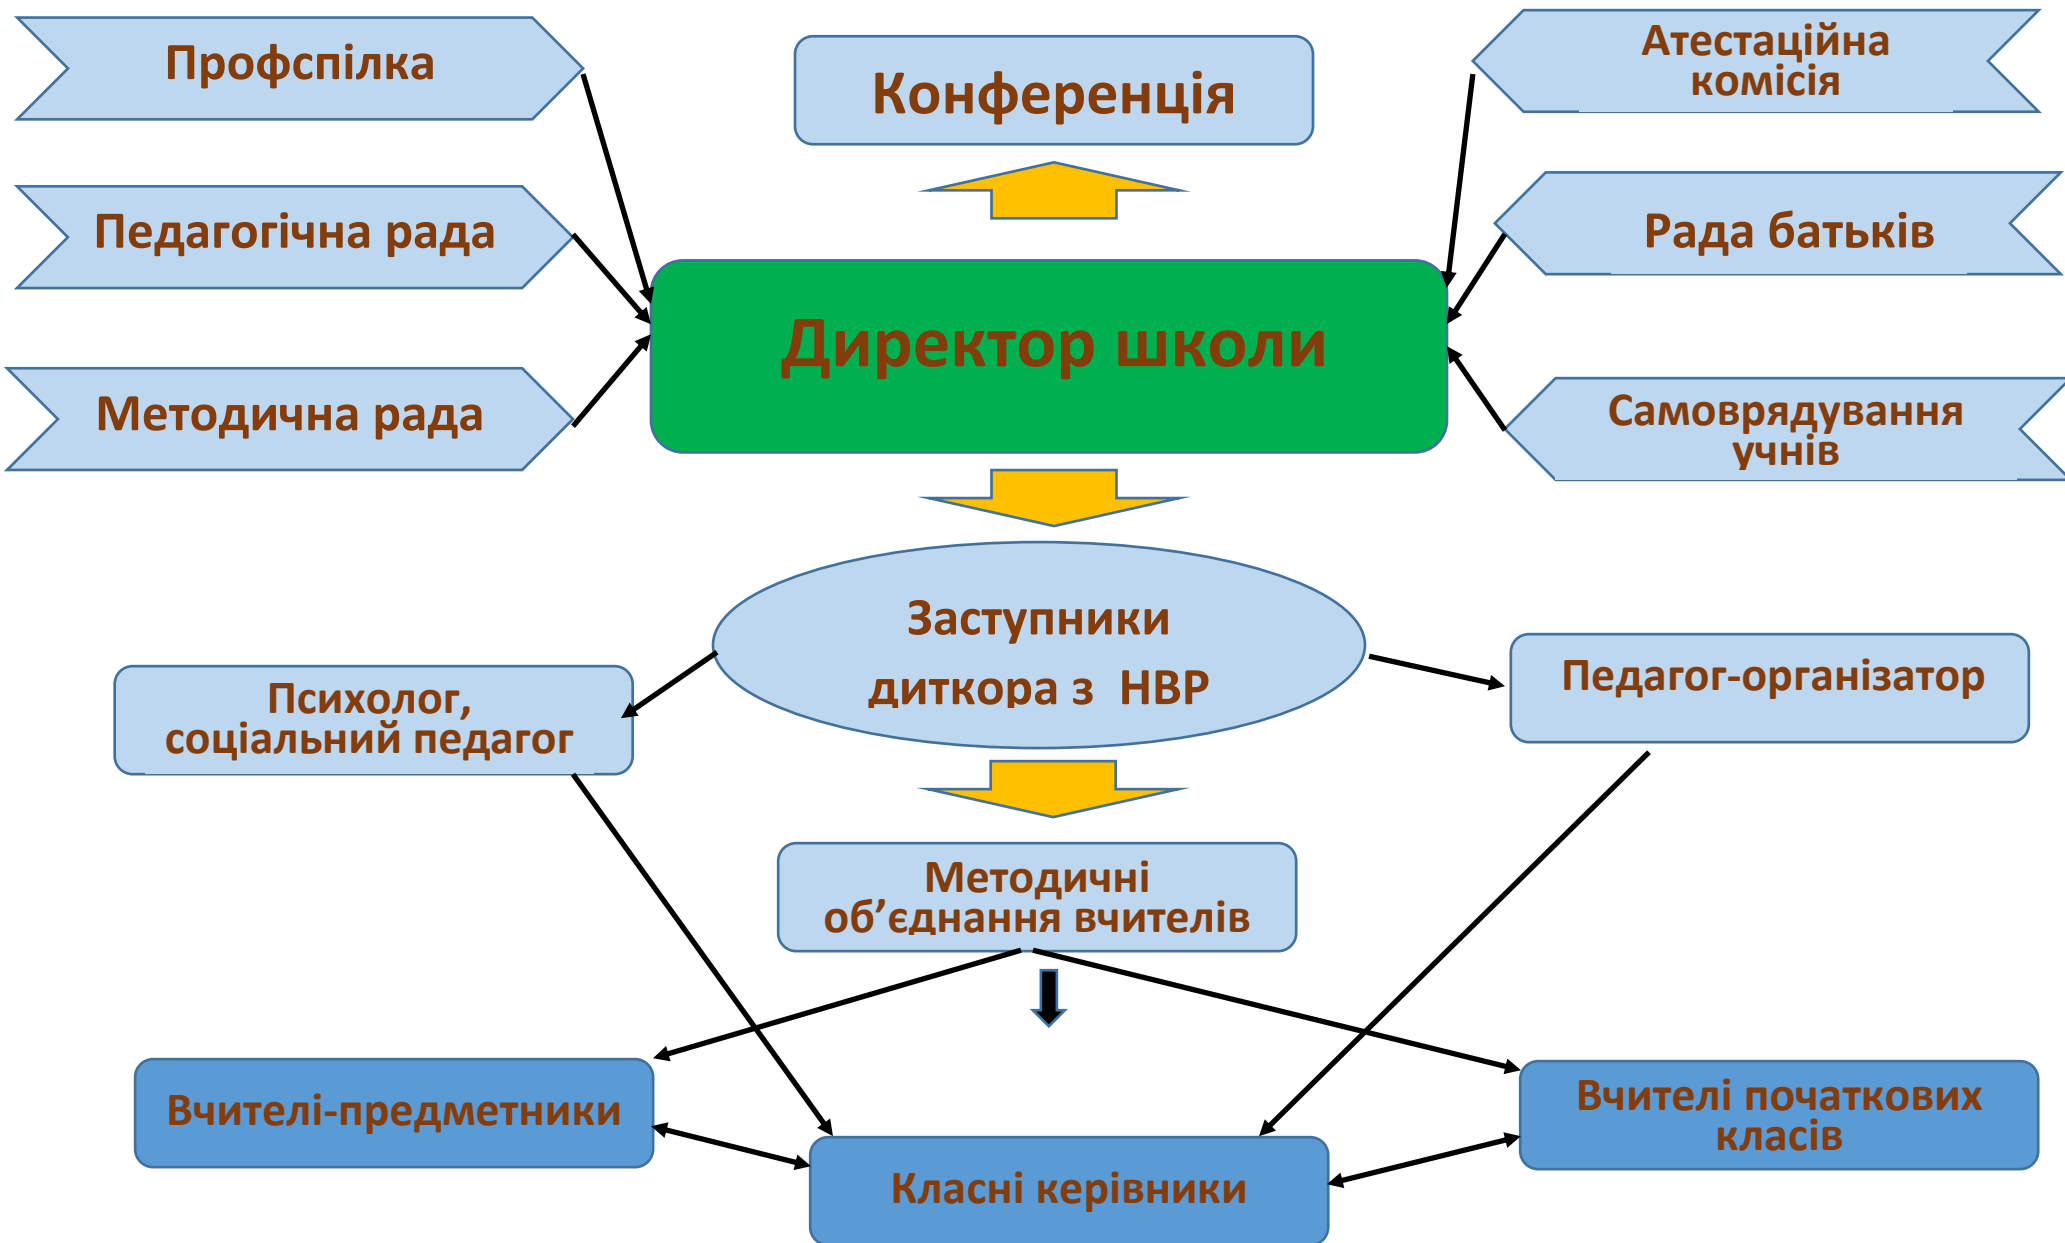 Профспілка
Конференція
Атестаційна
комісія
Педагогічна рада
Рада батьків
Директор школи
Методична рада
Самоврядування
учнів
Заступники
диткора з  НВР
Психолог,
соціальний педагог
Педагог-організатор
Методичні
об’єднання вчителів
Вчителі-предметники
Вчителі початкових
класів
Класні керівники